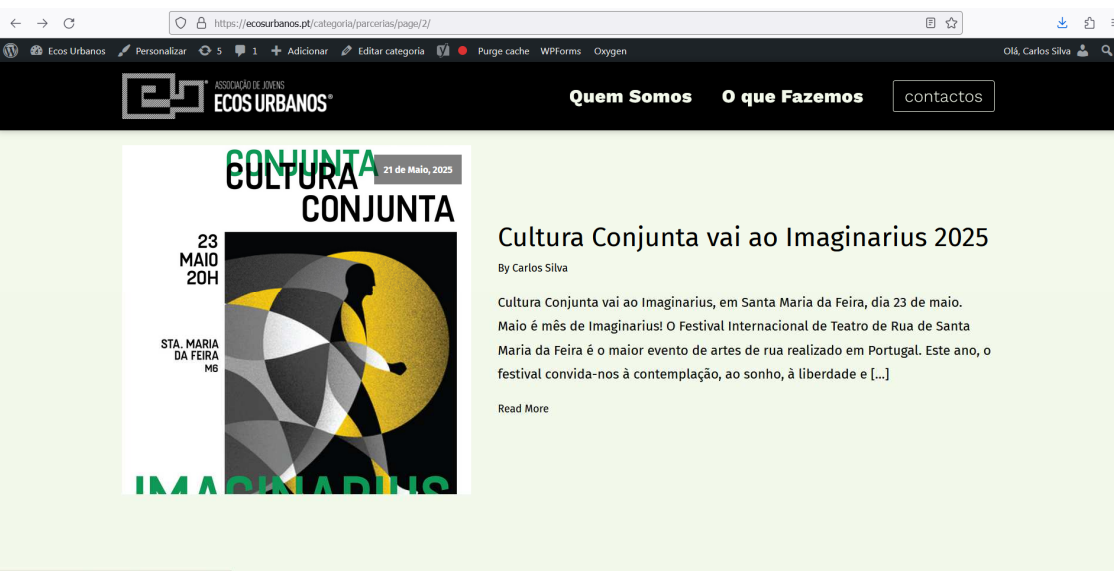 https://ecosurbanos.pt/categoria/parcerias/page/2/
Ecos Urbanos Personalizar 5 1 Adicionar Editar categoria Purge cache WPForms Oxygen Olá, Carlos Silva
ASSOCIAÇÃO DE JOVENS
ECOS URBANOS®
Quem Somos O que Fazemos contactos
CONJUNTA
CULTURA
CONJUNTA
21 de Maio, 2025
23
MAIO
20H
STA. MARIA
DA FEIRA
M6
IMAGINARIUS
Cultura Conjunta vai ao Imaginarius 2025
By Carlos Silva
Cultura Conjunta vai ao Imaginarius, em Santa Maria da Feira, dia 23 de maio.
Maio é mês de Imaginarius! O Festival Internacional de Teatro de Rua de Santa
Maria da Feira é o maior evento de artes de rua realizado em Portugal. Este ano, o
festival convida-nos à contemplação, ao sonho, à liberdade e [...]
Read More